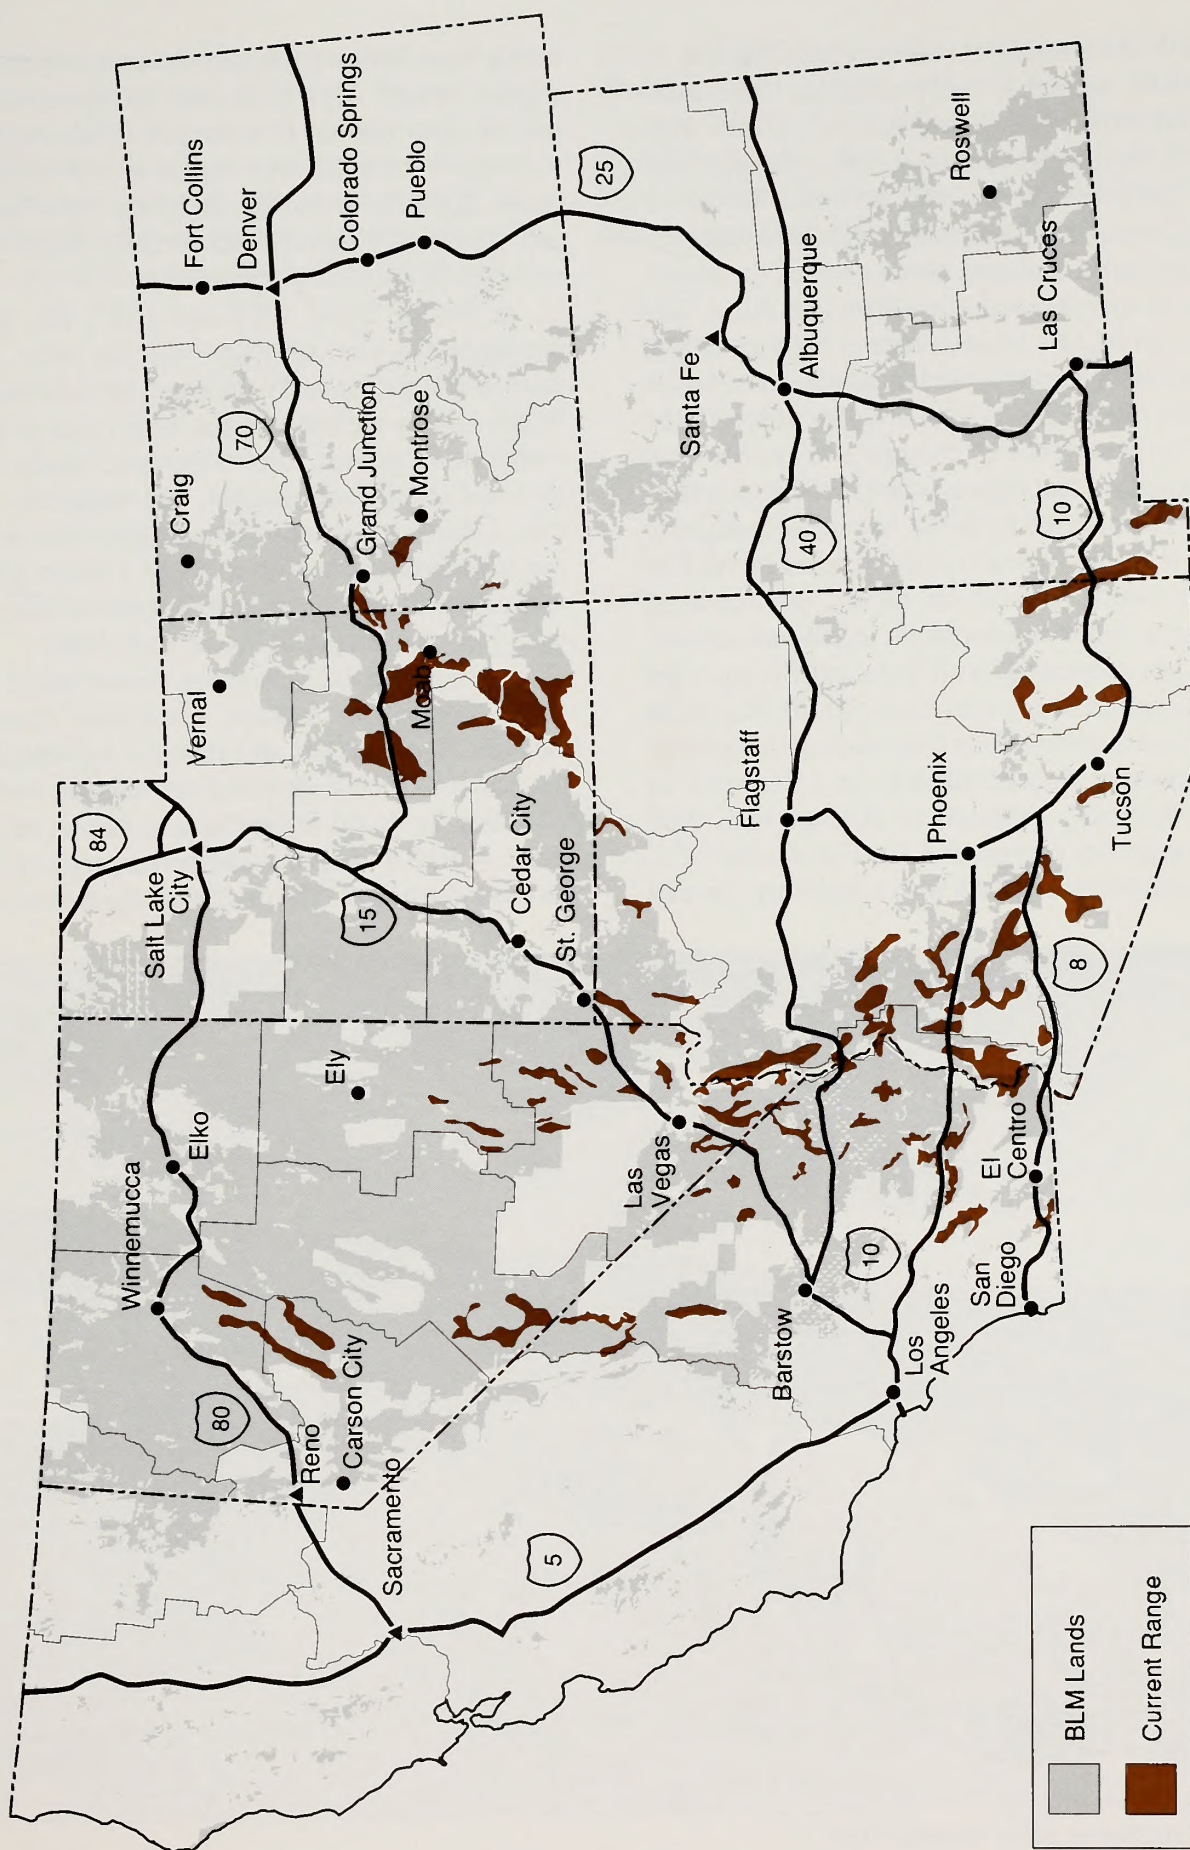 Fort Collins
Denver
Colorado Springs
Pueblo
25
Roswell
Las Cruces
Albuquerque
Santa Fe
Craig
70
Grand Junction
Montrose
40
10
Vernal
Moab
84
Salt Lake
City
15
Cedar City
St. George
Flagstaff
Phoenix
Tucson
8
Ely
Elko
Winnemucca
Las
Vegas
El
Centro
San
Diego
10
Los
Angeles
Barstow
80
Reno
Carson City
Sacramento
5
BLM Lands
Current Range